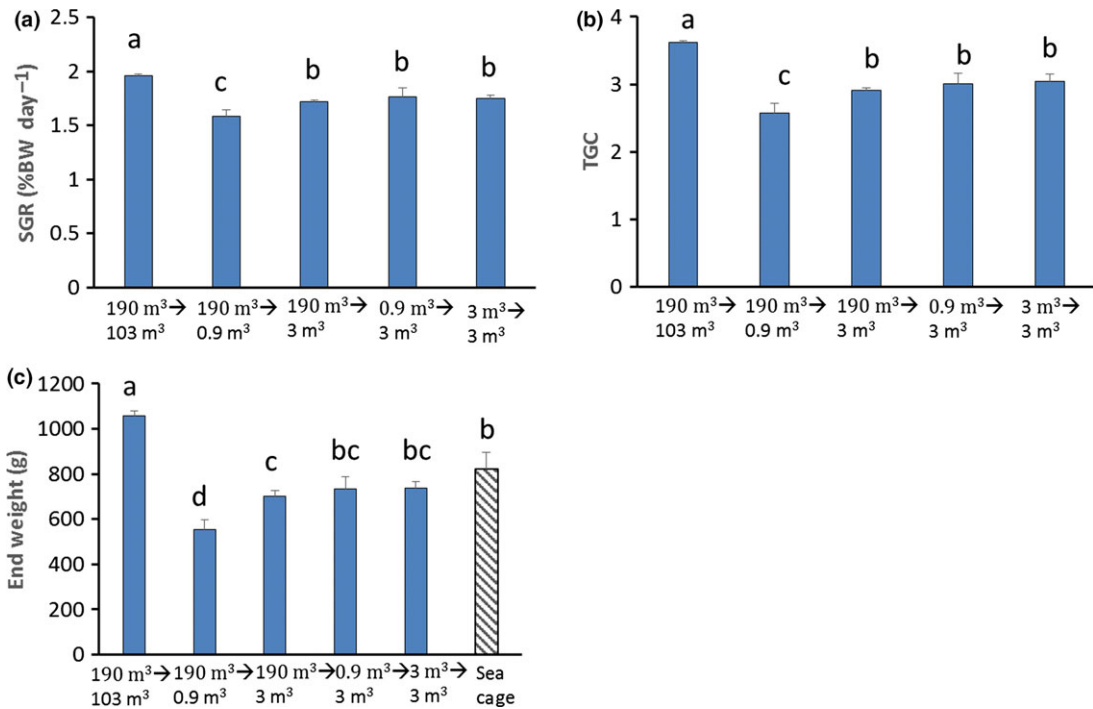 (a)
SGR (%BW day⁻¹)
2.5
2
1.5
1
0.5
0
a
c
b
b
b
190 m³→
103 m³
190 m³→
0.9 m³
190 m³→
3 m³
0.9 m³→
3 m³
3 m³→
3 m³
(b)
TGC
4
3
2
1
0
a
c
b
b
b
190 m³→
103 m³
190 m³→
0.9 m³
190 m³→
3 m³
0.9 m³→
3 m³
3 m³→
3 m³
(c)
End weight (g)
1200
1000
800
600
400
200
0
a
d
c
bc
bc
b
190 m³→
103 m³
190 m³→
0.9 m³
190 m³→
3 m³
0.9 m³→
3 m³
3 m³→
3 m³
Sea
cage